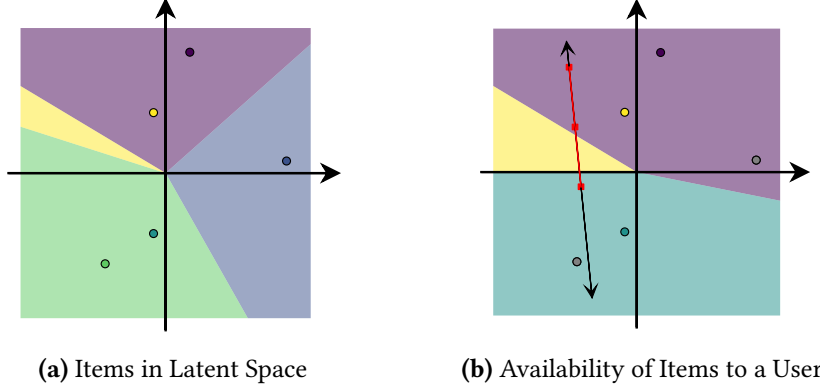 (a) Items in Latent Space
(b) Availability of Items to a User